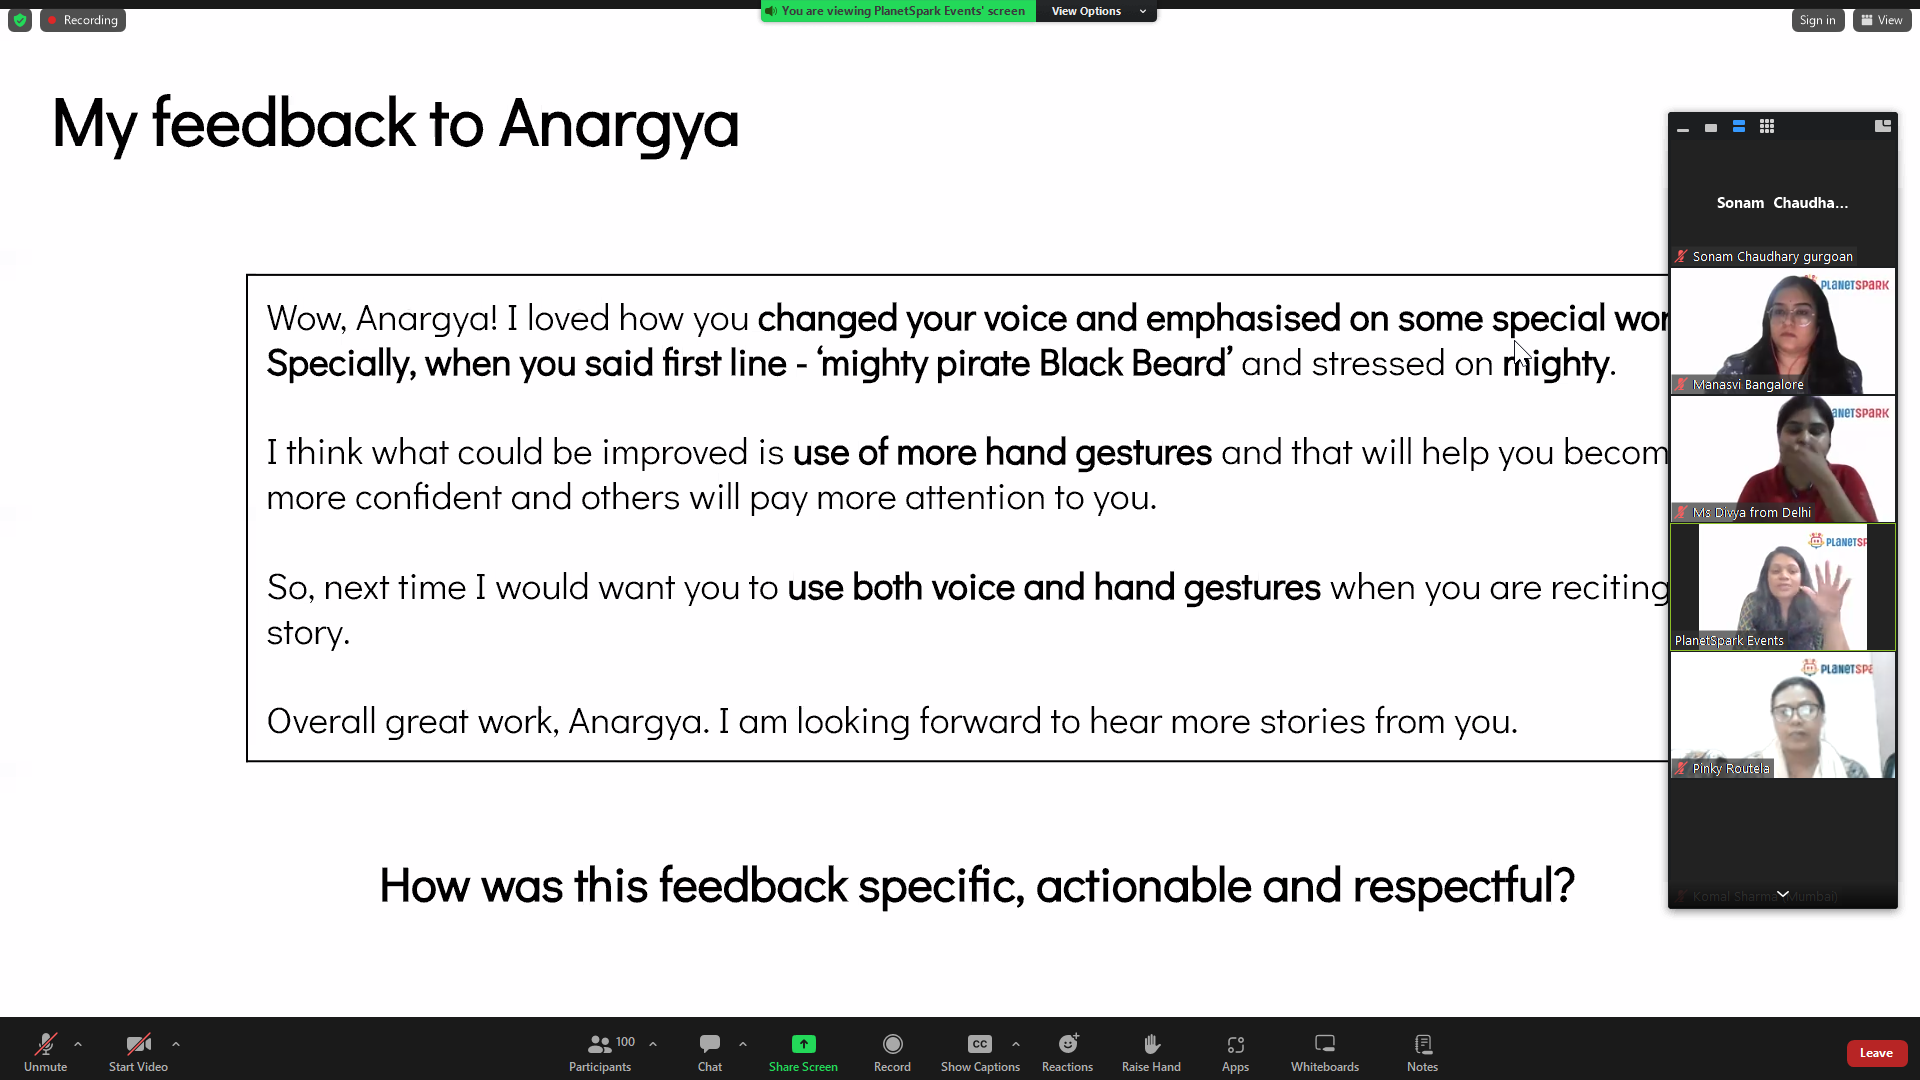 Recording
You are viewing PlanetSpark Events' screen
View Options
Sign in
View
My feedback to Anargya
Wow, Anargya! I loved how you changed your voice and emphasised on some special wor
Specially, when you said first line - ‘mighty pirate Black Beard’ and stressed on mighty.
I think what could be improved is use of more hand gestures and that will help you becom
more confident and others will pay more attention to you.
So, next time I would want you to use both voice and hand gestures when you are reciting
story.
Overall great work, Anargya. I am looking forward to hear more stories from you.
How was this feedback specific, actionable and respectful?
Sonam Chaudha...
Sonam Chaudhary gurgoan
PLANETSPARK
Manasvi Bangalore
ANETSPARK
Ms Divya from Delhi
PLANETSP
PlanetSpark Events
PLANETSPA
Pinky Routela
Komal Sharma (Mumbai)
Unmute
Start Video
100
Participants
Chat
Share Screen
Record
CC
Show Captions
Reactions
Raise Hand
Apps
Whiteboards
Notes
Leave